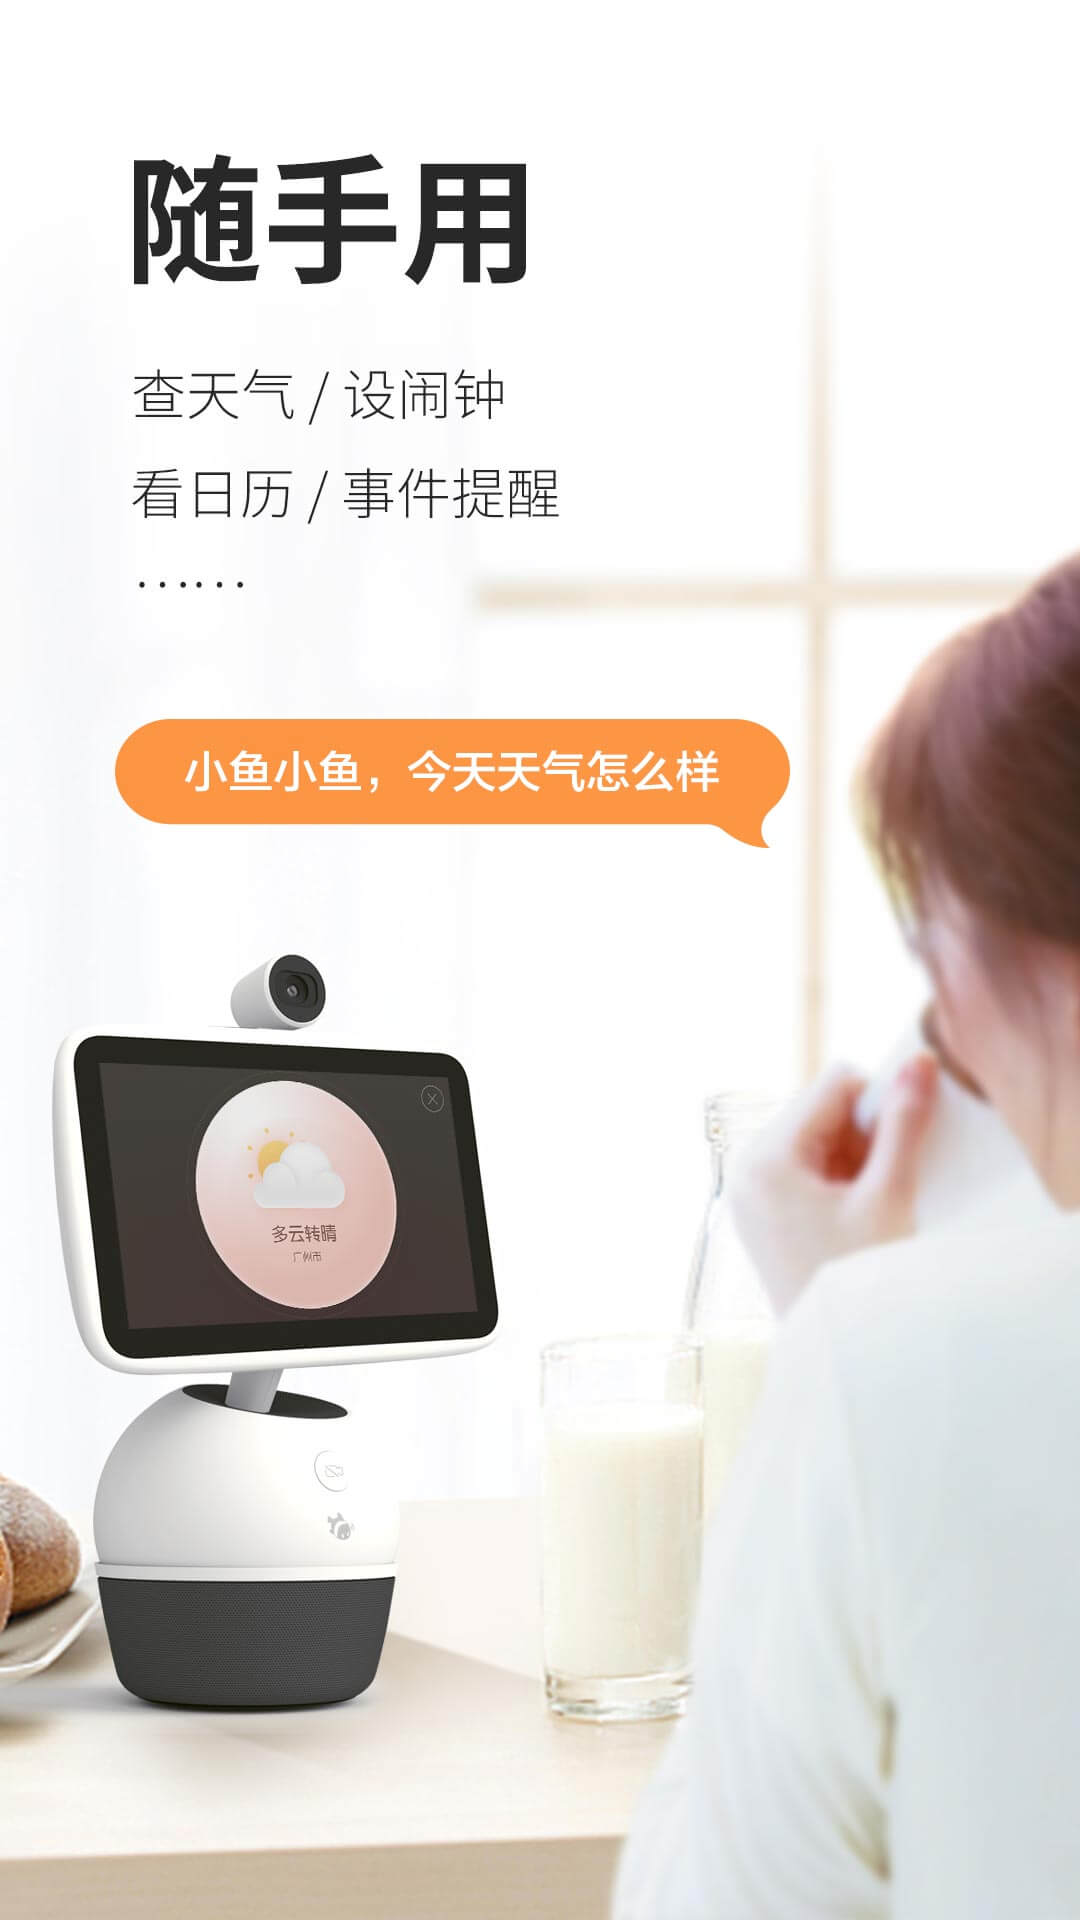 随手用
查天气 / 设闹钟
看日历 / 事件提醒
······
小鱼小鱼，今天天气怎么样
多云转晴
广州市